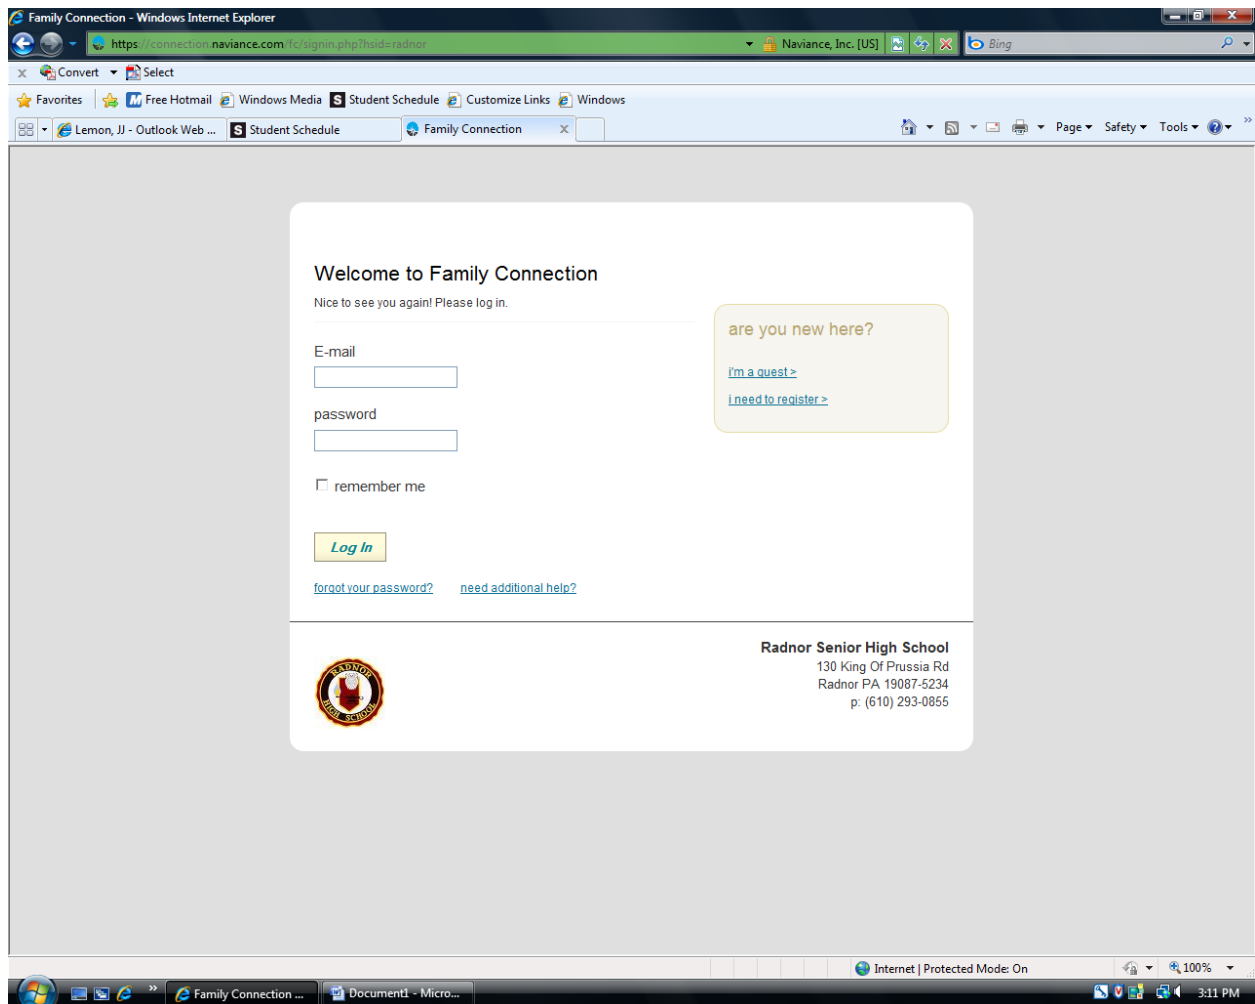 Family Connection - Windows Internet Explorer
https://connection.naviance.com/fc/signin.php?hsid=radnor
Naviance, Inc. [US]
Bing
x Convert Select
Favorites Free Hotmail Windows Media S Student Schedule Customize Links Windows
Lemon, JJ - Outlook Web ... S Student Schedule Family Connection x
Page Safety Tools »
Welcome to Family Connection
Nice to see you again! Please log in.
are you new here?
E-mail
i'm a guest >
i need to register >
password
remember me
Log In
forgot your password? need additional help?
Radnor Senior High School
130 King Of Prussia Rd
Radnor PA 19087-5234
p: (610) 293-0855
RADNOR
HIGH SCHOOL
Internet | Protected Mode: On
100%
» Family Connection ... Document1 - Micro...
3:11 PM